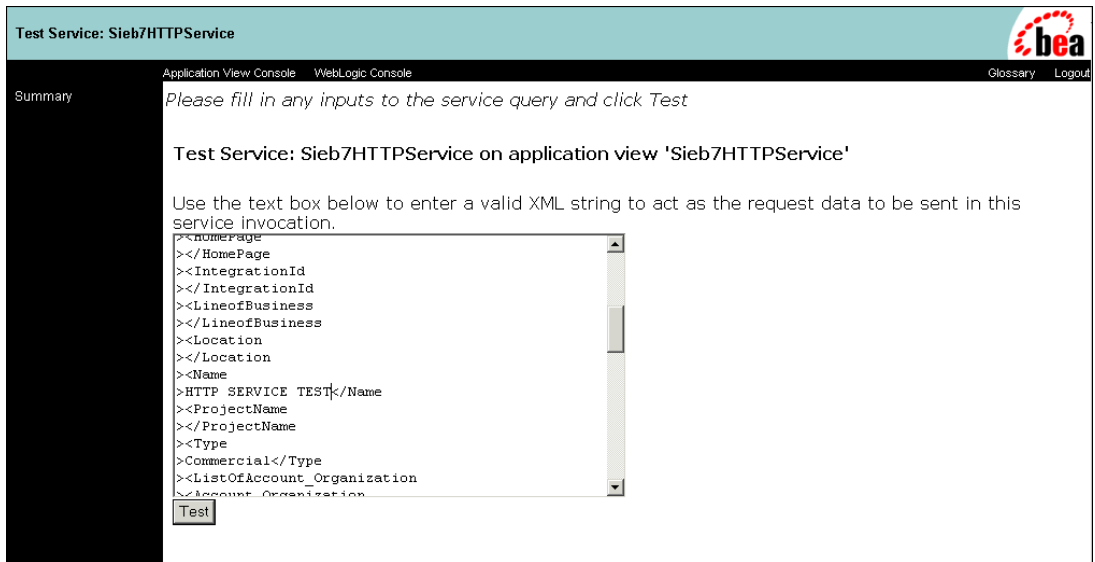 Test Service: Sieb7HTTPService
bea
Application View Console WebLogic Console Glossary Logout
Summary
Please fill in any inputs to the service query and click Test
Test Service: Sieb7HTTPService on application view 'Sieb7HTTPService'
Use the text box below to enter a valid XML string to act as the request data to be sent in this
service invocation.
><HomePage
></HomePage
><IntegrationId
></IntegrationId
><LineofBusiness
></LineofBusiness
><Location
></Location
><Name
>HTTP SERVICE TEST</Name
><ProjectName
></ProjectName
><Type
>Commercial</Type
><ListOfAccount_Organization
><Account_Organization
Test